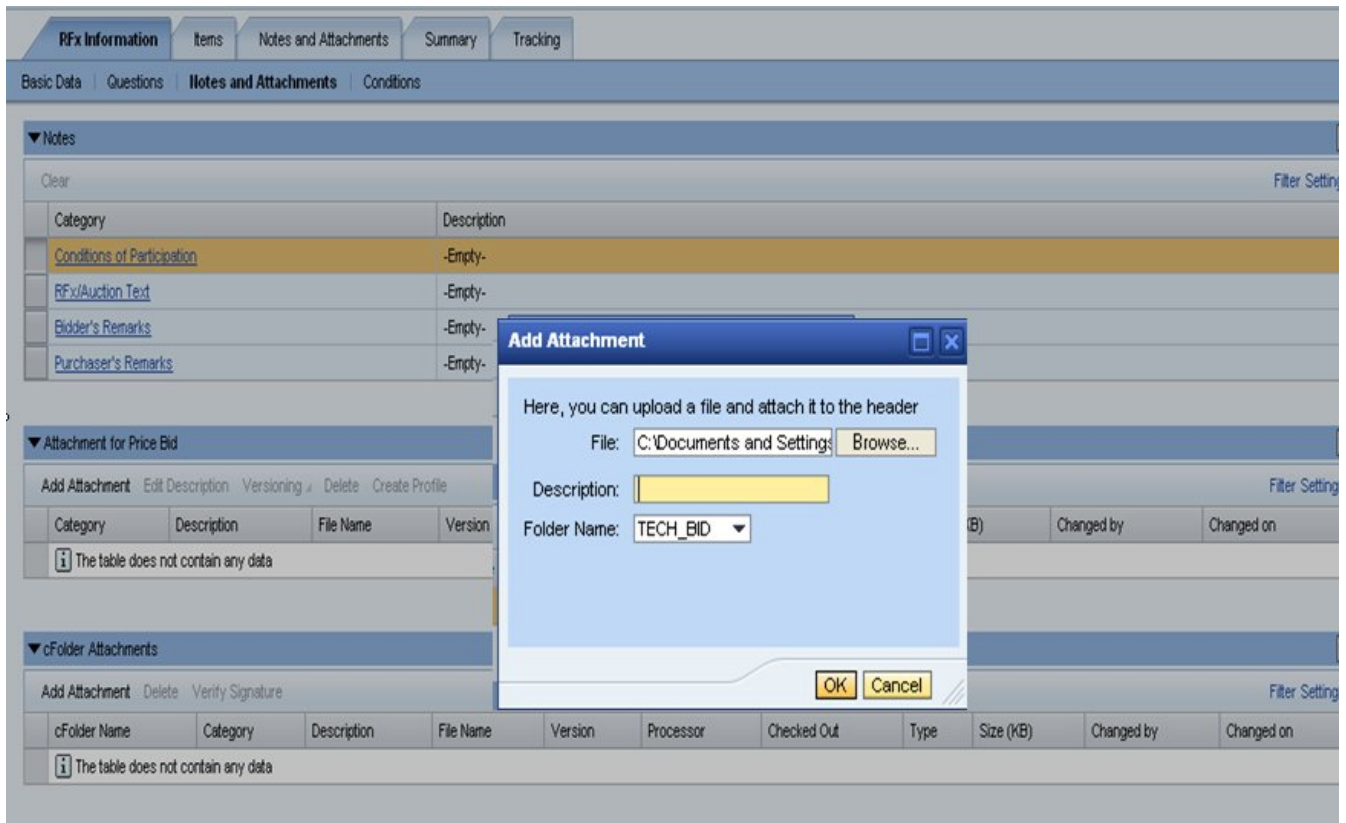 RFx Information Items Notes and Attachments Summary Tracking
Basic Data Questions Notes and Attachments Conditions
Notes
Clear Filter Setting
Category Description
Conditions of Participation -Empty-
RFx/Auction Text -Empty-
Bidder's Remarks -Empty-
Purchaser's Remarks -Empty-
Add Attachment
Here, you can upload a file and attach it to the header
File: C:\Documents and Settings Browse...
Description:
Folder Name: TECH_BID
OK Cancel
Attachment for Price Bid
Add Attachment Edit Description Versioning Delete Create Profile Filter Setting
Category Description File Name Version (KB) Changed by Changed on
The table does not contain any data
cFolder Attachments
Add Attachment Delete Verify Signature Filter Setting
cFolder Name Category Description File Name Version Processor Checked Out Type Size (KB) Changed by Changed on
The table does not contain any data